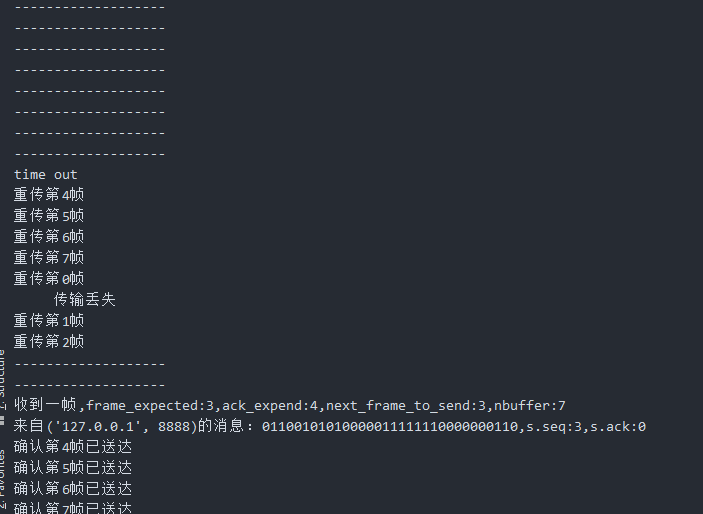 -------------------
-------------------
-------------------
-------------------
-------------------
-------------------
-------------------
-------------------
time out
重传第4帧
重传第5帧
重传第6帧
重传第7帧
重传第0帧
传输丢失
重传第1帧
重传第2帧
-------------------
-------------------
收到一帧,frame_expected:3,ack_expend:4,next_frame_to_send:3,nbuffer:7
来自('127.0.0.1', 8888)的消息: 01100101010000011111110000000110,s.seq:3,s.ack:0
确认第4帧已送达
确认第5帧已送达
确认第6帧已送达
确认第7帧已送达
Structure
2: Favorites